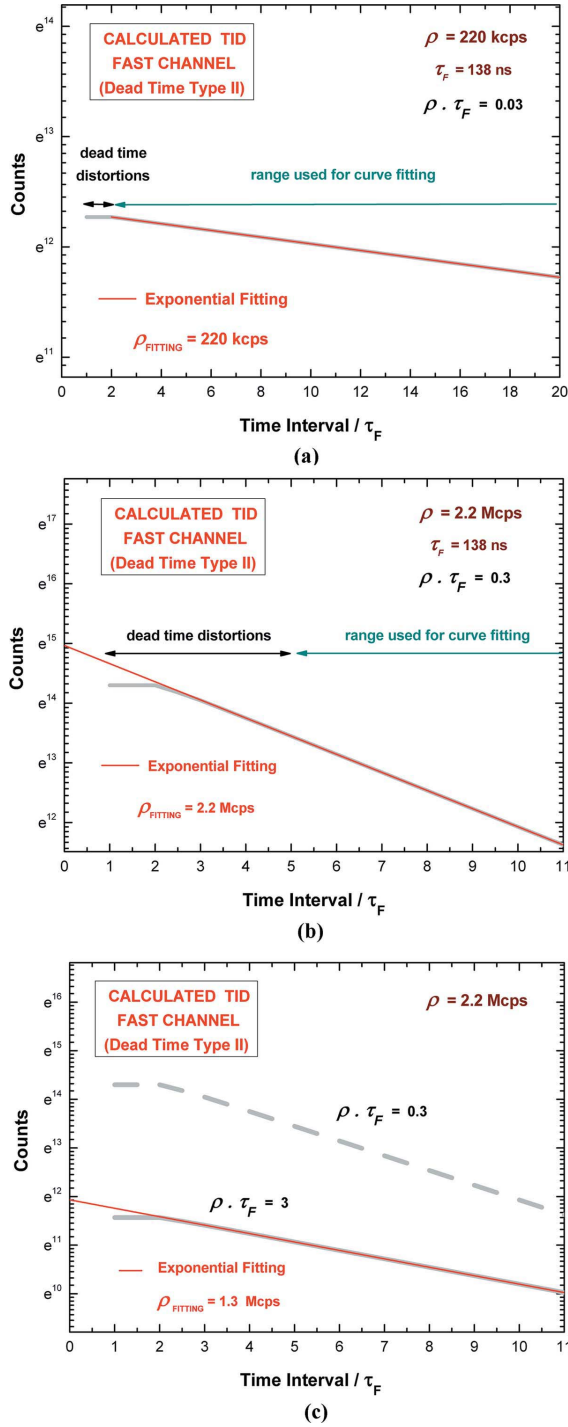 e14
CALCULATED TID
FAST CHANNEL
(Dead Time Type II)
ρ = 220 kcps
τF = 138 ns
ρ . τF = 0.03
e13
dead time
distortions
range used for curve fitting
Counts
e12
Exponential Fitting
ρFITTING = 220 kcps
e11
0 2 4 6 8 10 12 14 16 18 20
Time Interval / τF
(a)
CALCULATED TID
FAST CHANNEL
(Dead Time Type II)
ρ = 2.2 Mcps
τF = 138 ns
ρ . τF = 0.3
e17
e16
e15
dead time distortions
range used for curve fitting
Counts
e14
e13
Exponential Fitting
ρFITTING = 2.2 Mcps
e12
0 1 2 3 4 5 6 7 8 9 10 11
Time Interval / τF
(b)
CALCULATED TID
FAST CHANNEL
(Dead Time Type II)
ρ = 2.2 Mcps
e16
e15
e14
ρ . τF = 0.3
Counts
e13
e12
ρ . τF = 3
e11
Exponential Fitting
e10
ρFITTING = 1.3 Mcps
0 1 2 3 4 5 6 7 8 9 10 11
Time Interval / τF
(c)